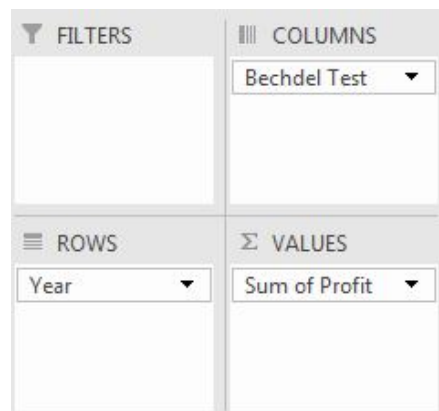 FILTERS
COLUMNS
Bechdel Test
ROWS
Σ VALUES
Year
Sum of Profit